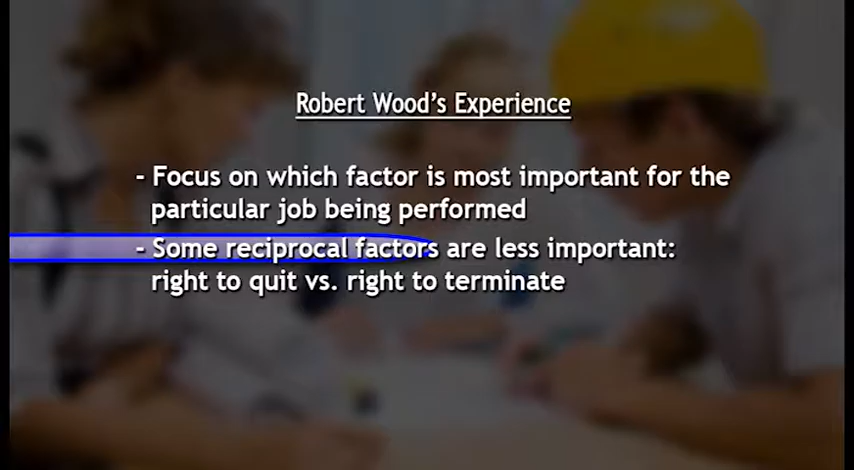 Robert Wood's Experience
- Focus on which factor is most important for the
particular job being performed
- Some reciprocal factors are less important:
right to quit vs. right to terminate